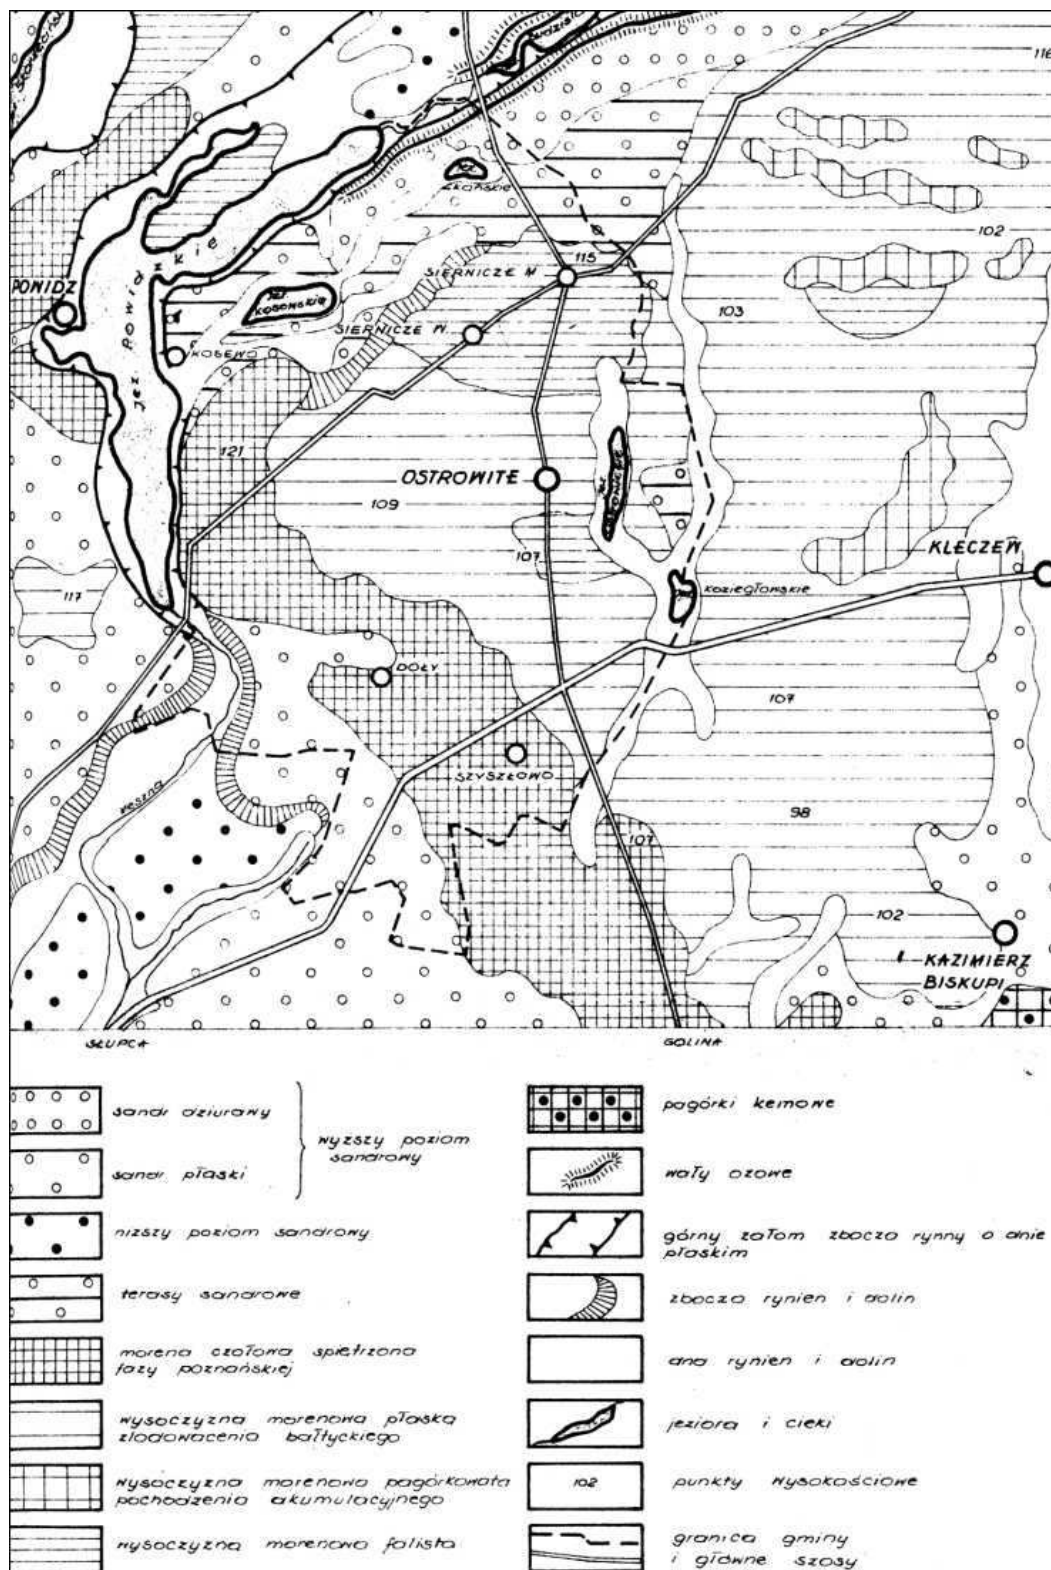 116
102
SIERNICZE M
115
POWIDZ
Jez. Powidzkie
Jez.
KOSOWSKIE
103
SIERNICZE W
KOSEWO
121
OSTROWITE
109
107
KLECZEW
Koziegłowskie
117
DOŁY
107
SZYSZŁOWO
Meszna
98
107
102
KAZIMIERZ
BISKUPI
SŁUPCA
GOLINA
sandr dziurawy
wyższy poziom
sandrowy
sandr płaski
niższy poziom sandrowy
terasy sandrowe
morena czołowa spiętrzona
fazy poznańskiej
wysoczyzna morenowa płaska
zlodowacenia bałtyckiego
wysoczyzna morenowa pagórkowata
pochodzenia akumulacyjnego
wysoczyzna morenowa falista
pagórki kemowe
wały ozowe
górny załom zbocza rynny o dnie
płaskim
zbocza rynien i dolin
dna rynien i dolin
jeziora i cieki
102
punkty wysokościowe
granica gminy
i główne szosy